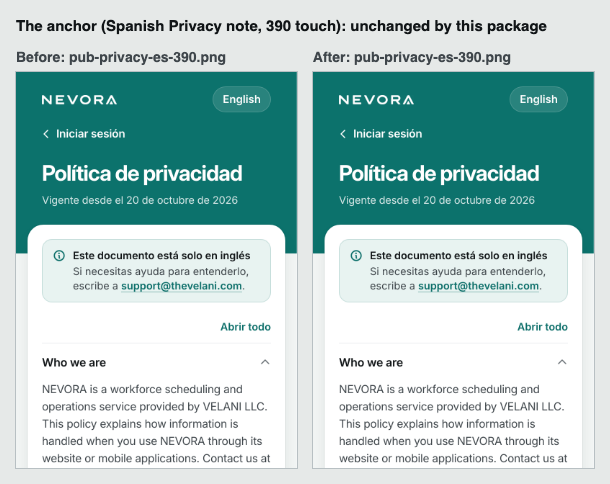 The anchor (Spanish Privacy note, 390 touch): unchanged by this package
Before: pub-privacy-es-390.png
NEVORA
English
Iniciar sesión
Política de privacidad
Vigente desde el 20 de octubre de 2026
Este documento está solo en inglés
Si necesitas ayuda para entenderlo,
escribe a support@thevelani.com.
Abrir todo
Who we are
NEVORA is a workforce scheduling and
operations service provided by VELANI LLC.
This policy explains how information is
handled when you use NEVORA through its
website or mobile applications. Contact us at
After: pub-privacy-es-390.png
NEVORA
English
Iniciar sesión
Política de privacidad
Vigente desde el 20 de octubre de 2026
Este documento está solo en inglés
Si necesitas ayuda para entenderlo,
escribe a support@thevelani.com.
Abrir todo
Who we are
NEVORA is a workforce scheduling and
operations service provided by VELANI LLC.
This policy explains how information is
handled when you use NEVORA through its
website or mobile applications. Contact us at